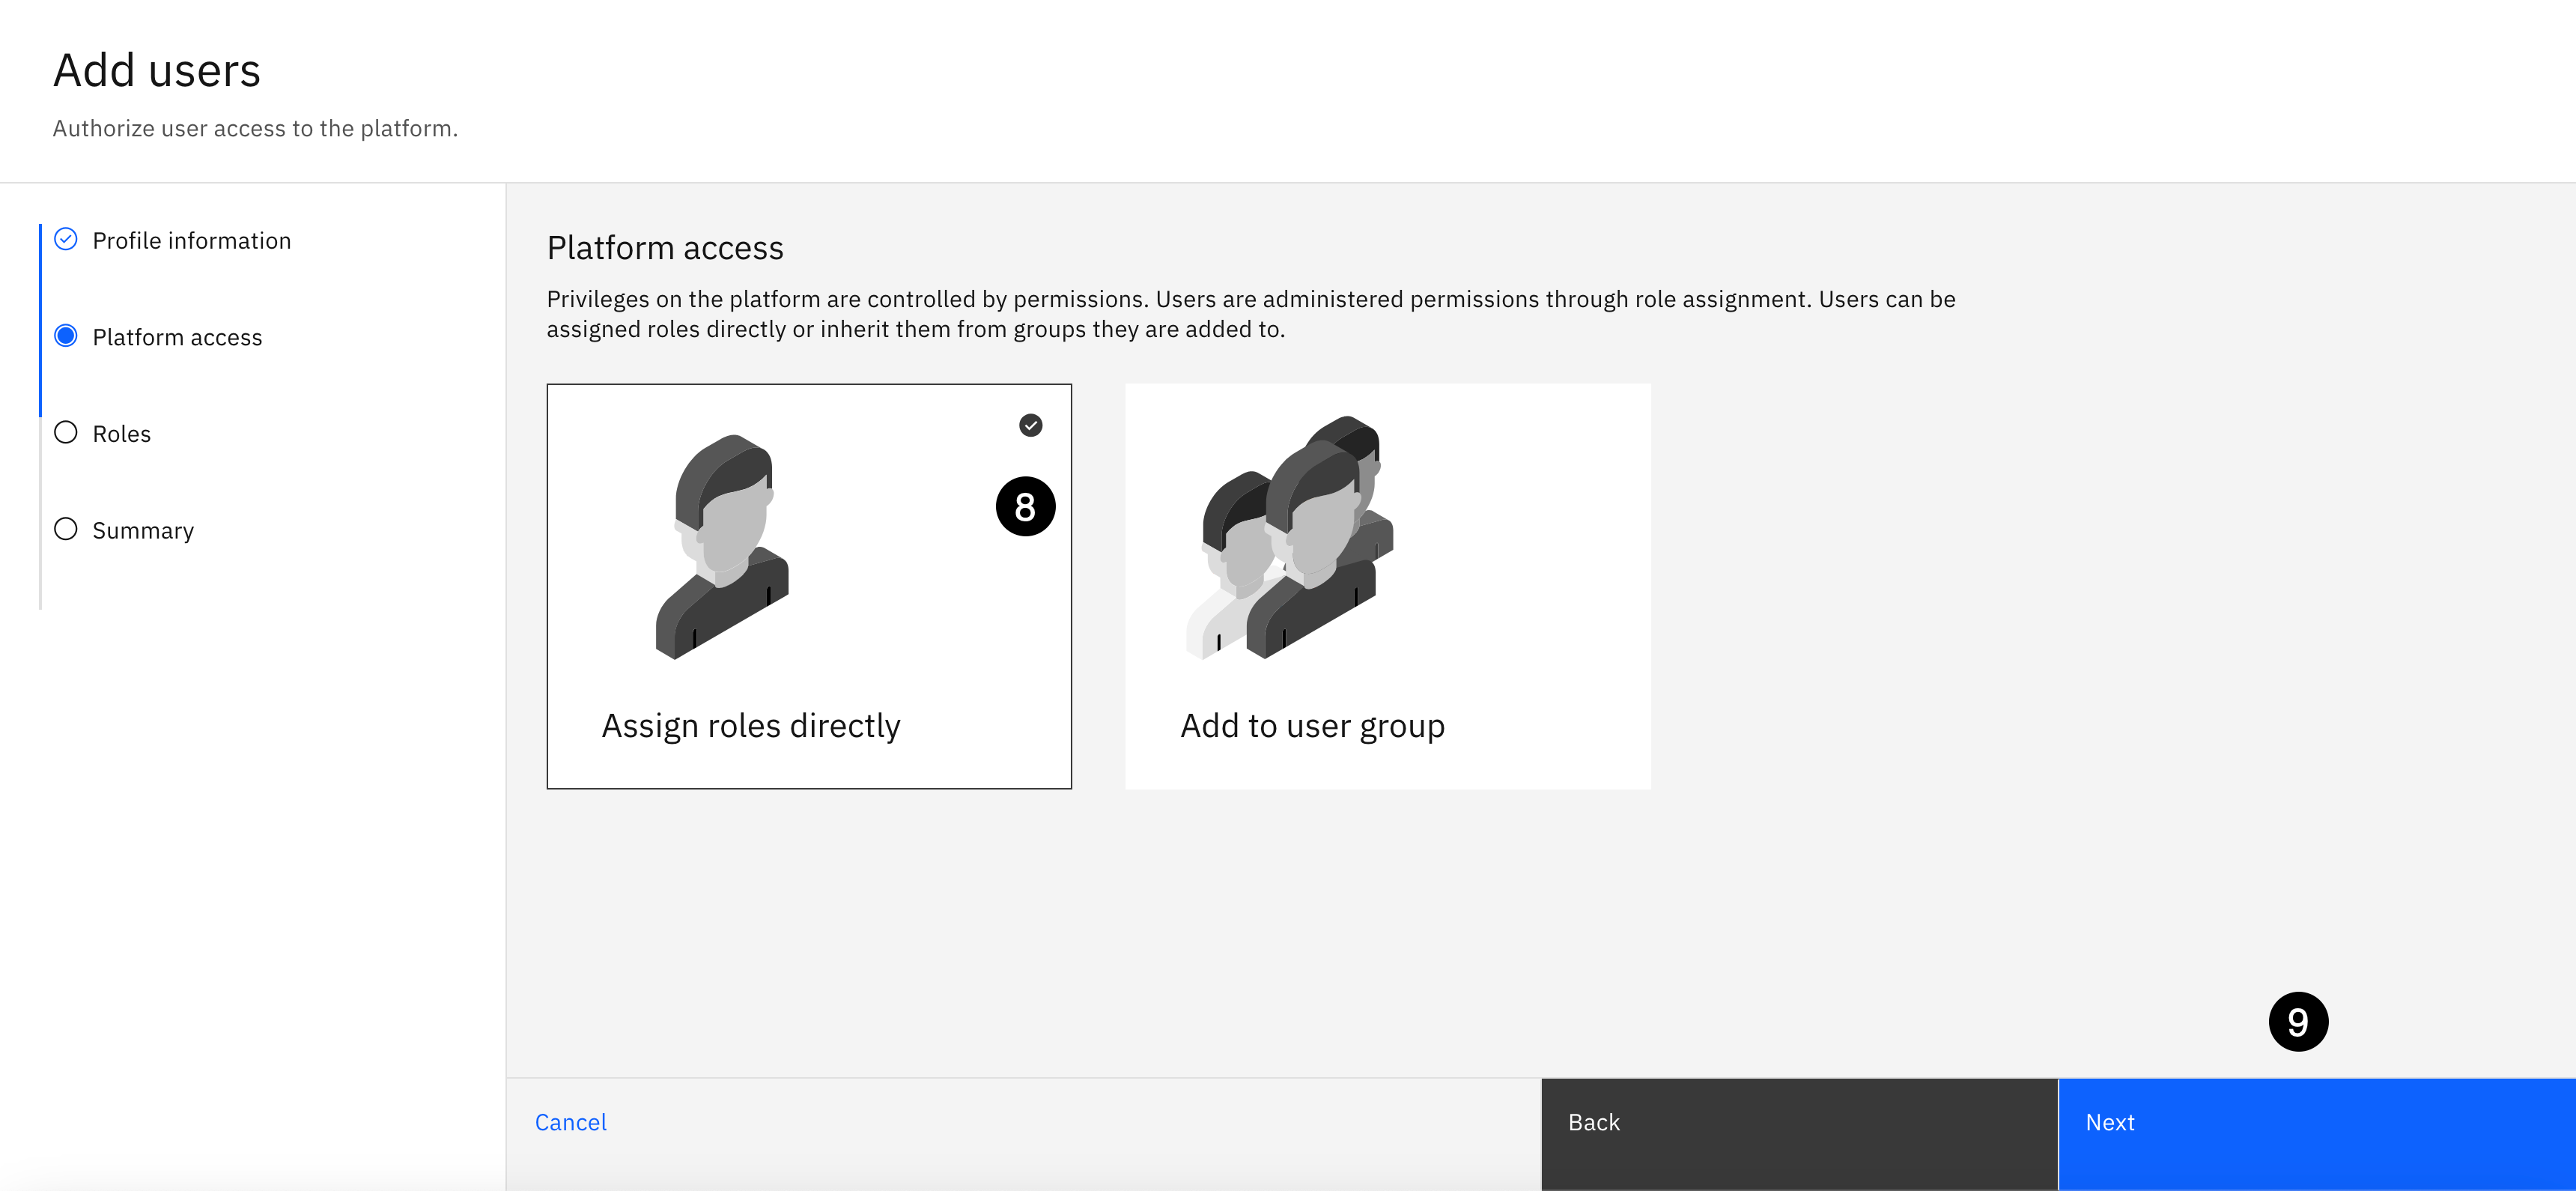 Add users
Authorize user access to the platform.
Profile information
Platform access
Roles
Summary
Platform access
Privileges on the platform are controlled by permissions. Users are administered permissions through role assignment. Users can be
assigned roles directly or inherit them from groups they are added to.
8
Assign roles directly
Add to user group
9
Cancel
Back
Next